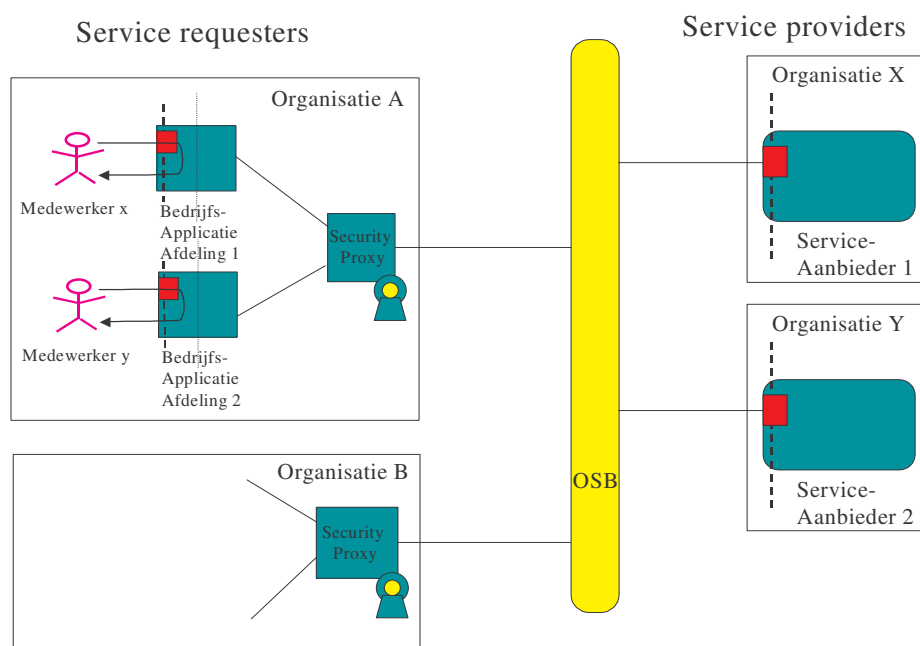 Service requesters
Service providers
Organisatie A
Medewerker x
Bedrijfs-
Applicatie
Afdeling 1
Security
Proxy
Medewerker y
Bedrijfs-
Applicatie
Afdeling 2
Organisatie B
Security
Proxy
OSB
Organisatie X
Service-
Aanbieder 1
Organisatie Y
Service-
Aanbieder 2